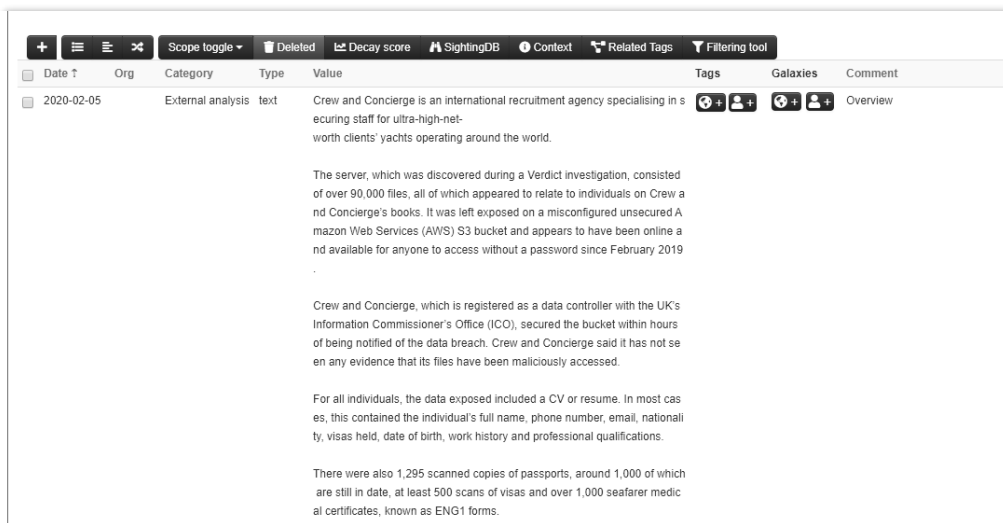 Scope toggle Deleted Decay score SightingDB Context Related Tags Filtering tool
Date ↑ Org Category Type Value Tags Galaxies Comment
2020-02-05 External analysis text Crew and Concierge is an international recruitment agency specialising in s + + + + Overview
ecuring staff for ultra-high-net-
worth clients' yachts operating around the world.
The server, which was discovered during a Verdict investigation, consisted
of over 90,000 files, all of which appeared to relate to individuals on Crew a
nd Concierge's books. It was left exposed on a misconfigured unsecured A
mazon Web Services (AWS) S3 bucket and appears to have been online a
nd available for anyone to access without a password since February 2019
.
Crew and Concierge, which is registered as a data controller with the UK's
Information Commissioner's Office (ICO), secured the bucket within hours
of being notified of the data breach. Crew and Concierge said it has not se
en any evidence that its files have been maliciously accessed.
For all individuals, the data exposed included a CV or resume. In most cas
es, this contained the individual's full name, phone number, email, nationali
ty, visas held, date of birth, work history and professional qualifications.
There were also 1,295 scanned copies of passports, around 1,000 of which
are still in date, at least 500 scans of visas and over 1,000 seafarer medic
al certificates, known as ENG1 forms.